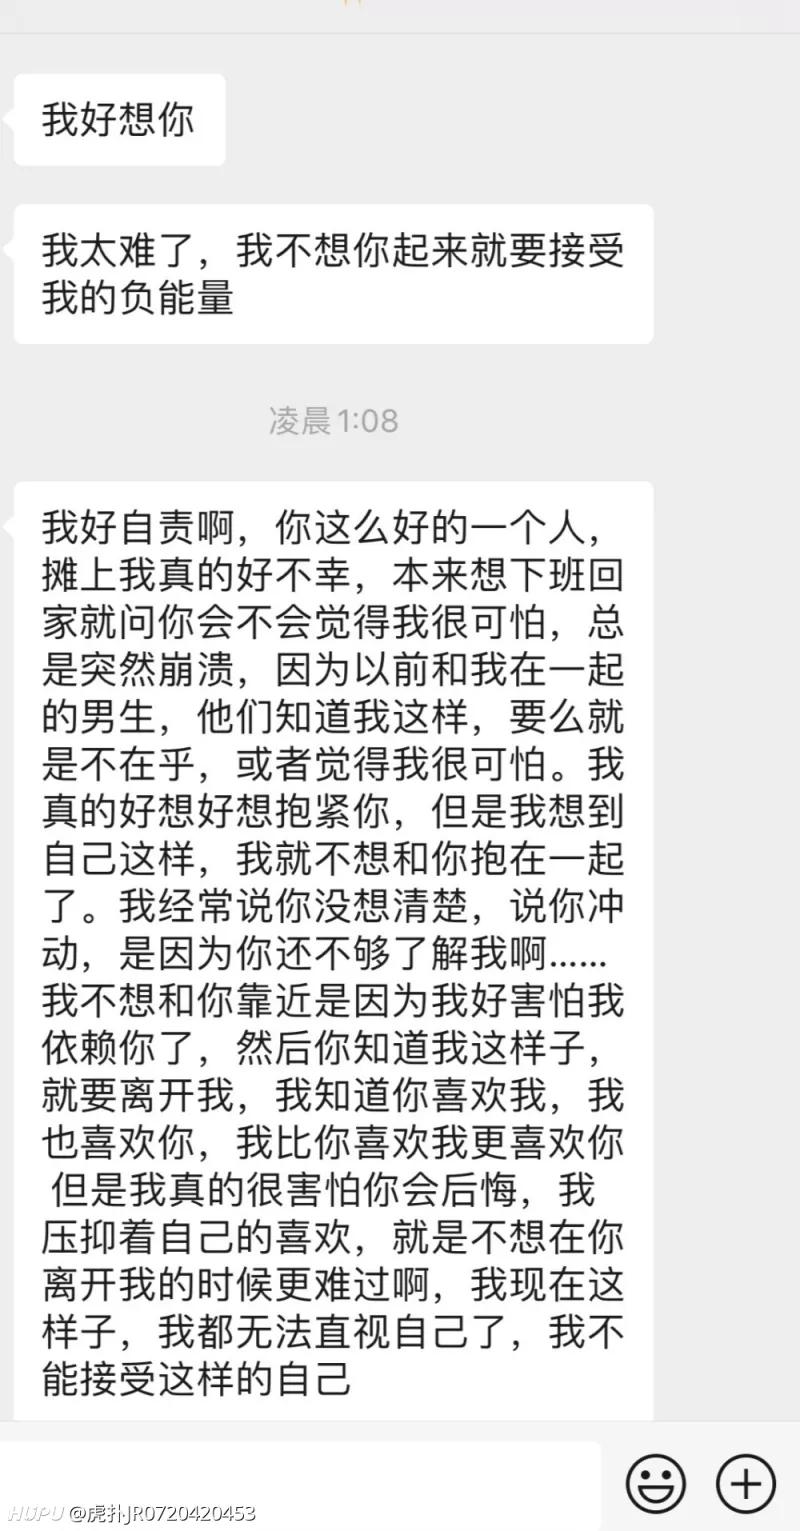 我好想你
我太难了，我不想你起来就要接受
我的负能量
凌晨1:08
我好自责啊，你这么好的一个人，
摊上我真的好不幸，本来想下班回
家就问你会不会觉得我很可怕，总
是突然崩溃，因为以前和我在一起
的男生，他们知道我这样，要么就
是不在乎，或者觉得我很可怕。我
真的好想好想抱紧你，但是我想到
自己这样，我就不想和你抱在一起
了。我经常说你没想清楚，说你冲
动，是因为你还不够了解我啊……
我不想和你靠近是因为我好害怕我
依赖你了，然后你知道我这样子，
就要离开我，我知道你喜欢我，我
也喜欢你，我比你喜欢我更喜欢你
但是我真的很害怕你会后悔，我
压抑着自己的喜欢，就是不想在你
离开我的时候更难过啊，我现在这
样子，我都无法直视自己了，我不
能接受这样的自己
HUPU @虎扑JR0720420453